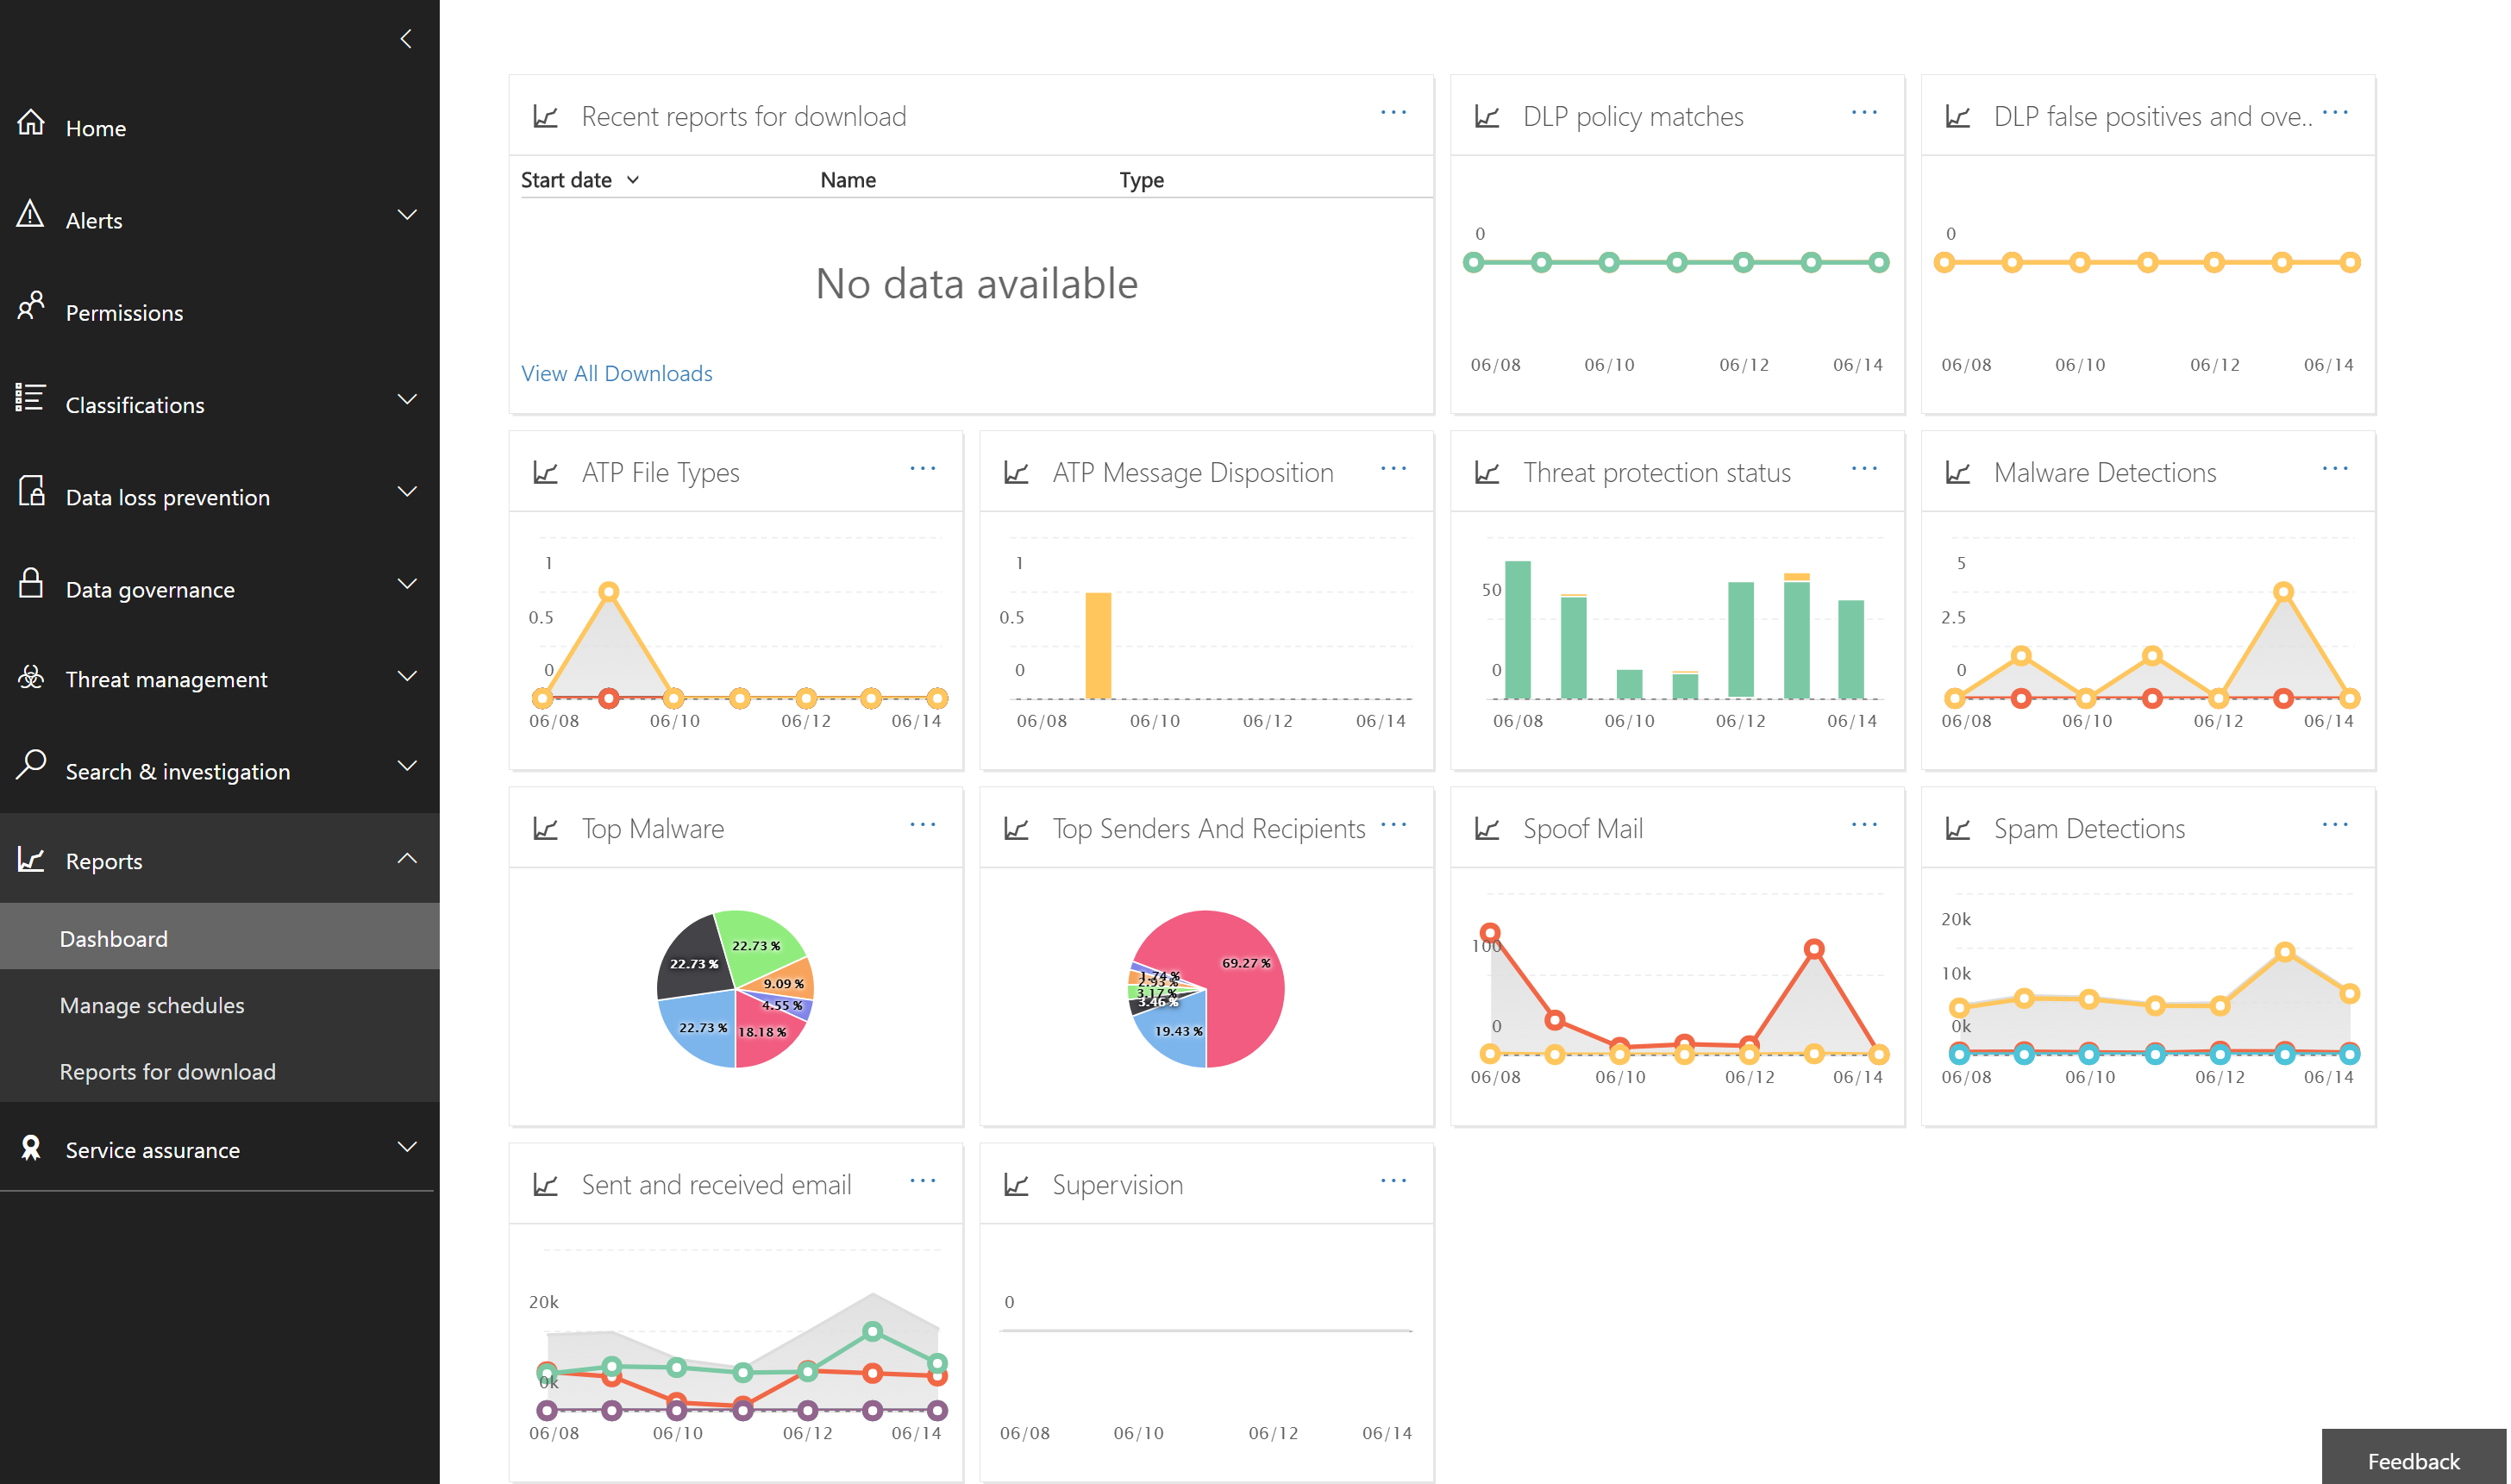 Home
Alerts
Permissions
Classifications
Data loss prevention
Data governance
Threat management
Search & investigation
Reports
Dashboard
Manage schedules
Reports for download
Service assurance
Recent reports for download
Start date Name Type
No data available
View All Downloads
DLP policy matches
0
06/08 06/10 06/12 06/14
DLP false positives and ove..
0
06/08 06/10 06/12 06/14
ATP File Types
1
0.5
0
06/08 06/10 06/12 06/14
ATP Message Disposition
1
0.5
0
06/08 06/10 06/12 06/14
Threat protection status
50
0
06/08 06/10 06/12 06/14
Malware Detections
5
2.5
0
06/08 06/10 06/12 06/14
Top Malware
22.73 %
22.73 %
9.09 %
4.55 %
22.73 %
18.18 %
Top Senders And Recipients
69.27 %
1.74 %
2.93 %
3.17 %
3.46 %
19.43 %
Spoof Mail
100
0
06/08 06/10 06/12 06/14
Spam Detections
20k
10k
0k
06/08 06/10 06/12 06/14
Sent and received email
20k
0k
06/08 06/10 06/12 06/14
Supervision
0
06/08 06/10 06/12 06/14
Feedback